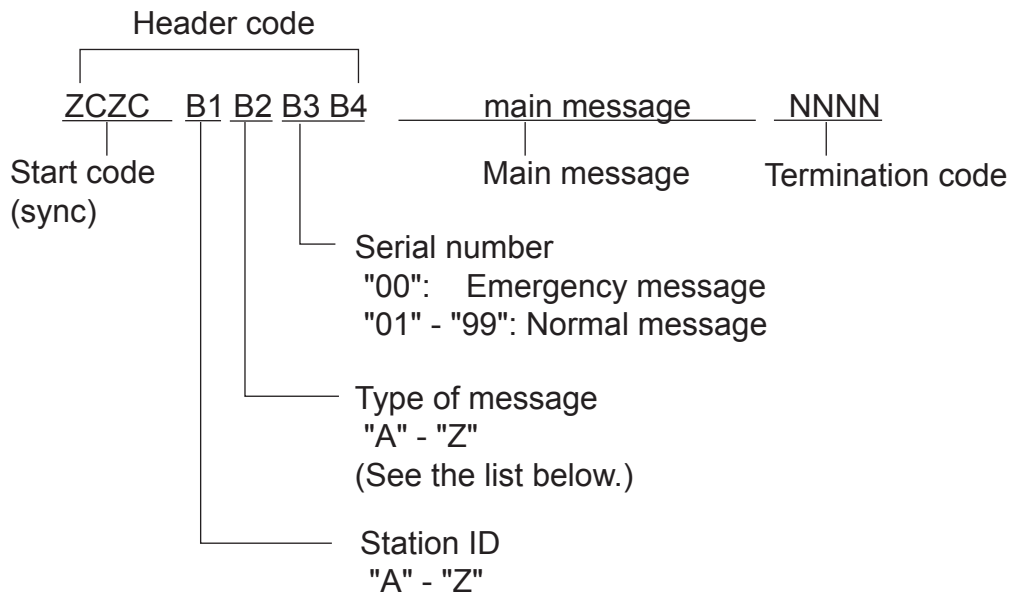 Header code
ZCZC B1 B2 B3 B4 main message NNNN
Start code
(sync)
Main message
Termination code
Serial number
"00": Emergency message
"01" - "99": Normal message
Type of message
"A" - "Z"
(See the list below.)
Station ID
"A" - "Z"